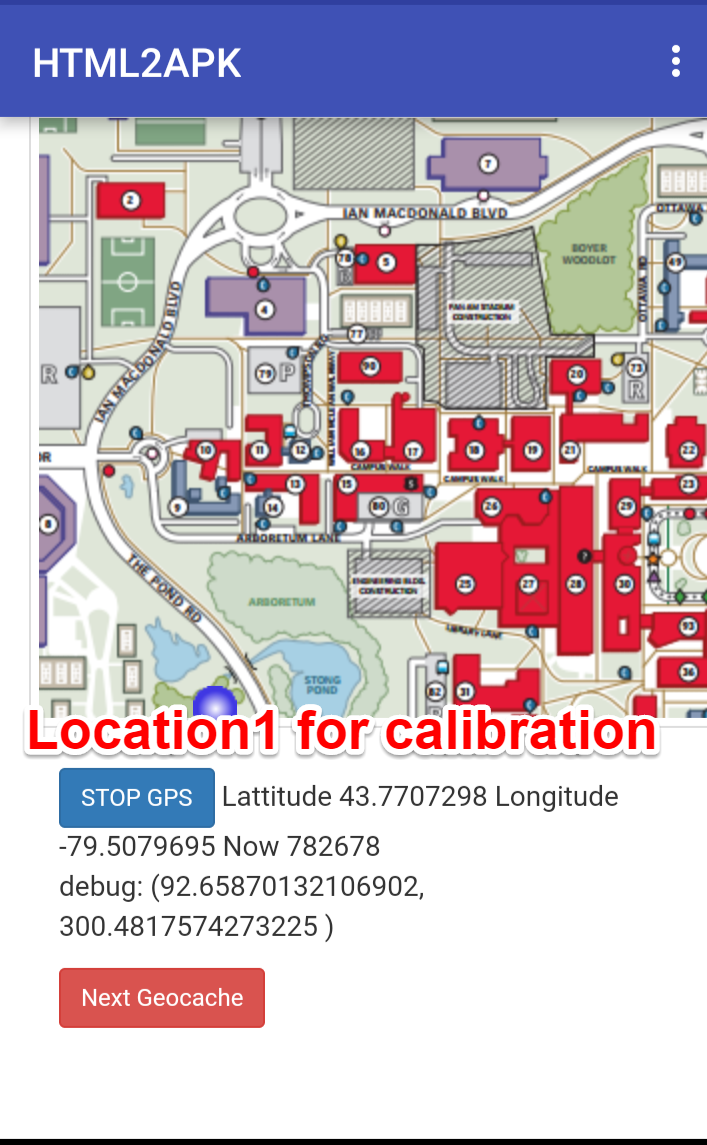 HTML2APK
7
2
IAN MACDONALD BLVD
OTTAWA
BOYER
WOODLOT
78
5
R
49
OTTAWA RD
4
PAN AM STADIUM
CONSTRUCTION
77
IAN MACDONALD BLVD
R
79 P
90
20
73
R
10
11
12
16
17
18
19
21
22
CAMPUS WALK
CAMPUS WALK
CAMPUS WALK
9
13
14
15
S
80 G
26
29
23
8
ARBORETUM LANE
THE POND RD
ENGINEERING BLDG.
CONSTRUCTION
ARBORETUM
25
27
28
30
LIBRARY LANE
93
STONG
POND
82
31
36
Location1 for calibration
STOP GPS Lattitude 43.7707298 Longitude
-79.5079695 Now 782678
debug: (92.65870132106902,
300.4817574273225 )
Next Geocache